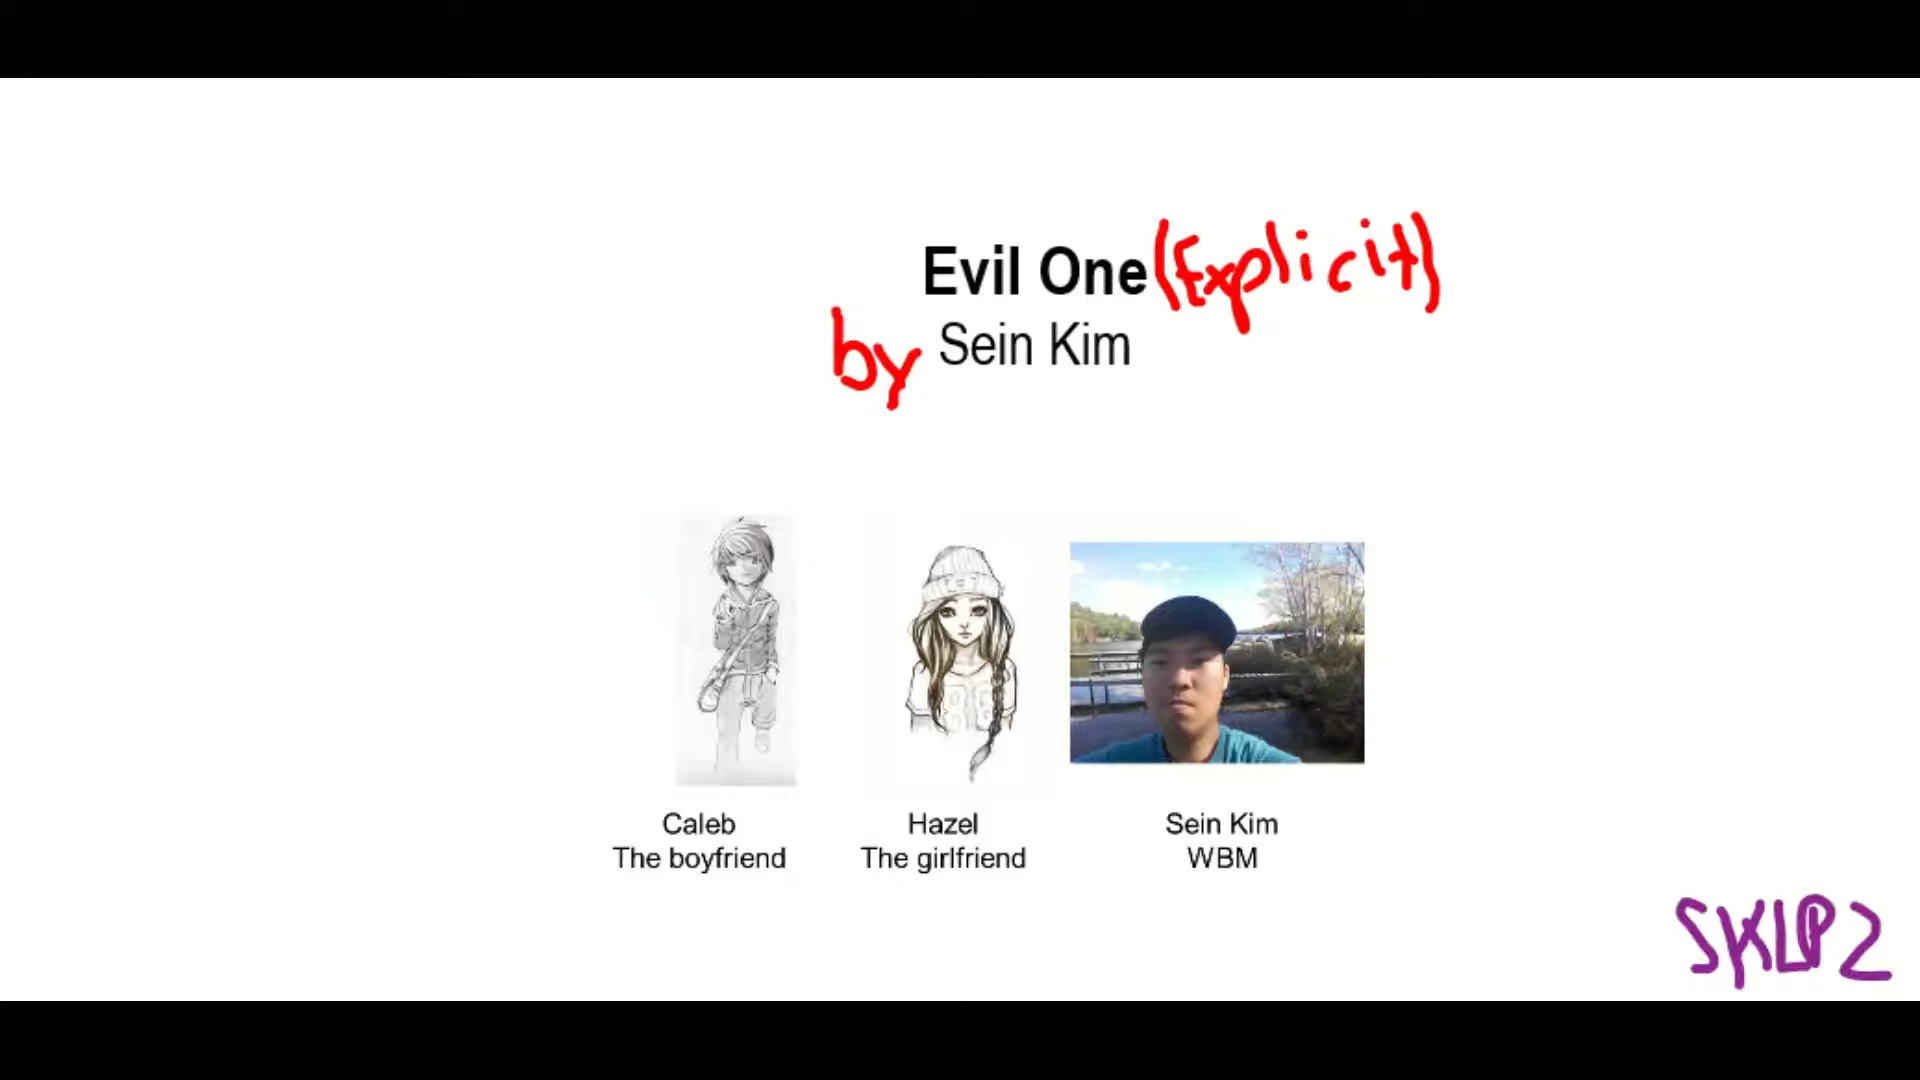 Evil One (Explicit)
by Sein Kim
Caleb
The boyfriend
Hazel
The girlfriend
Sein Kim
WBM
SKLP2